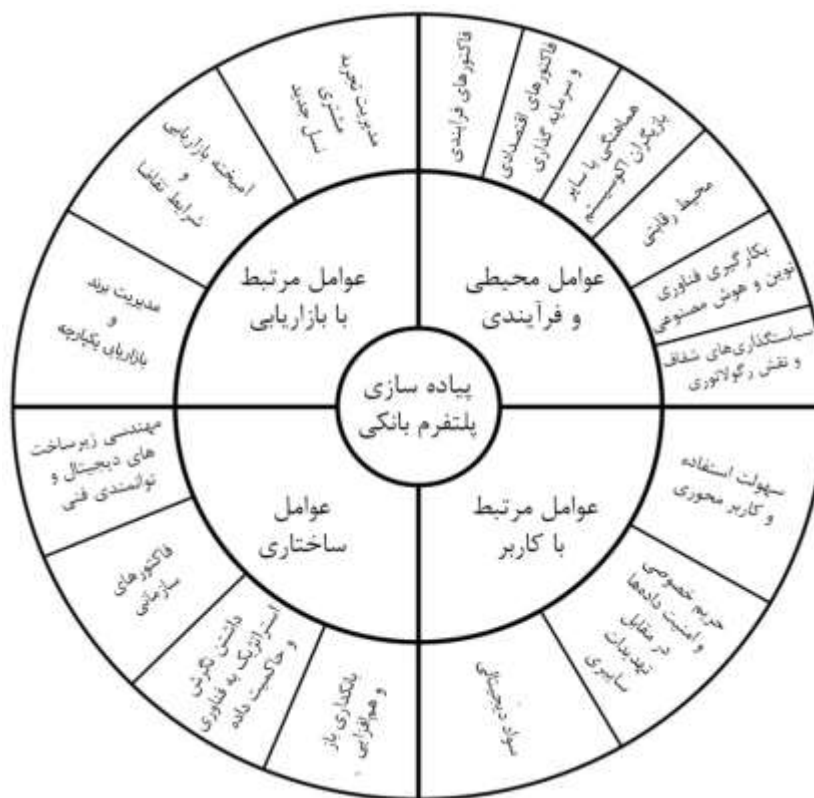 پیاده سازی
پلتفرم بانکی
عوامل محیطی
و فرآیندی
فاکتورهای فرایندی
فاکتورهای اقتصادی
و سرمایه گذاری
هماهنگی با سایر
بازیگران اکوسیستم
محیط رقابتی
بکارگیری فناوری
نوین و هوش مصنوعی
سیاستگذاری‌های شفاف
و نقش رگولاتوری
عوامل مرتبط
با کاربر
سهولت استفاده
و کاربر محوری
حریم خصوصی
و امنیت داده‌ها
در مقابل
تهدیدات
سایبری
سواد دیجیتالی
عوامل
ساختاری
بانکداری باز
و هم‌افزایی
داشتن نگرش
استراتژیک به فناوری
و حاکمیت داده
فاکتورهای
سازمانی
مهندسی زیرساخت
های دیجیتال و
توانمندی فنی
عوامل مرتبط
با بازاریابی
مدیریت برند
و
بازاریابی یکپارچه
آمیخته بازاریابی
و
شرایط تقاضا
مدیریت تجربه
مشتری
نسل جدید